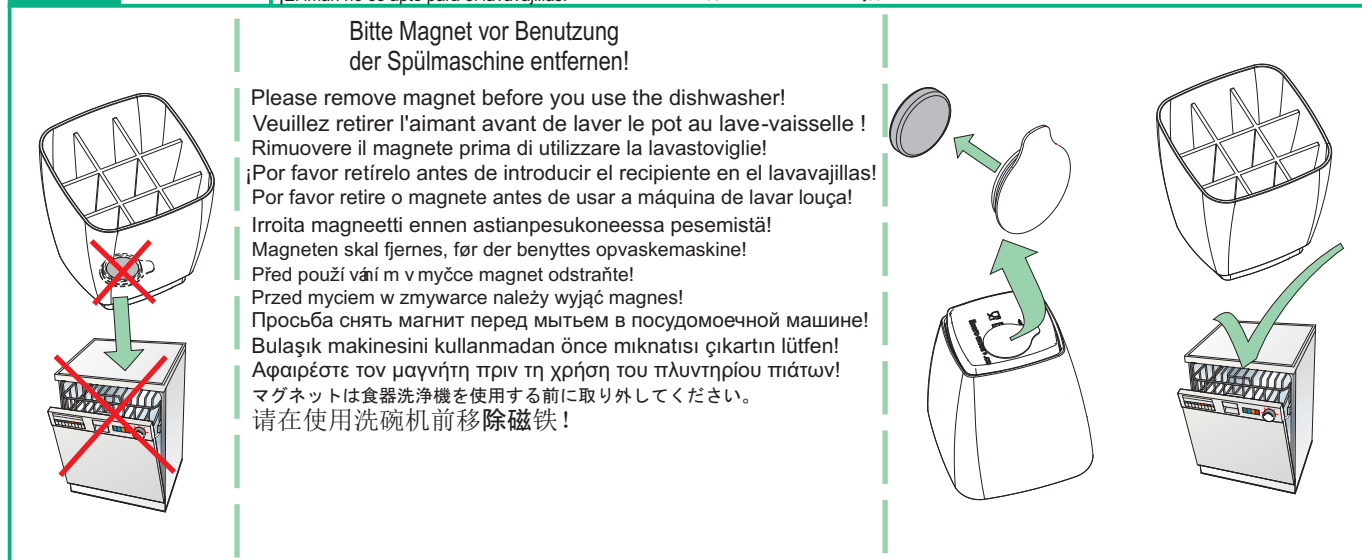 Bitte Magnet vor Benutzung
der Spülmaschine entfernen!
Please remove magnet before you use the dishwasher!
Veuillez retirer l'aimant avant de laver le pot au lave-vaisselle !
Rimuovere il magnete prima di utilizzare la lavastoviglie!
¡Por favor retírelo antes de introducir el recipiente en el lavavajillas!
Por favor retire o magnete antes de usar a máquina de lavar louça!
Irroita magneetti ennen astianpesukoneessa pesemistä!
Magneten skal fjernes, før der benyttes opvaskemaskine!
Před použí vání m v myčce magnet odstraňte!
Przed myciem w zmywarce należy wyjąć magnes!
Просьба снять магнит перед мытьем в посудомоечной машине!
Bulaşık makinesini kullanmadan önce mıknatısı çıkartın lütfen!
Αφαιρέστε τον μαγνήτη πριν τη χρήση του πλυντηρίου πιάτων!
マグネットは食器洗浄機を使用する前に取り外してください。
请在使用洗碗机前移除磁铁!